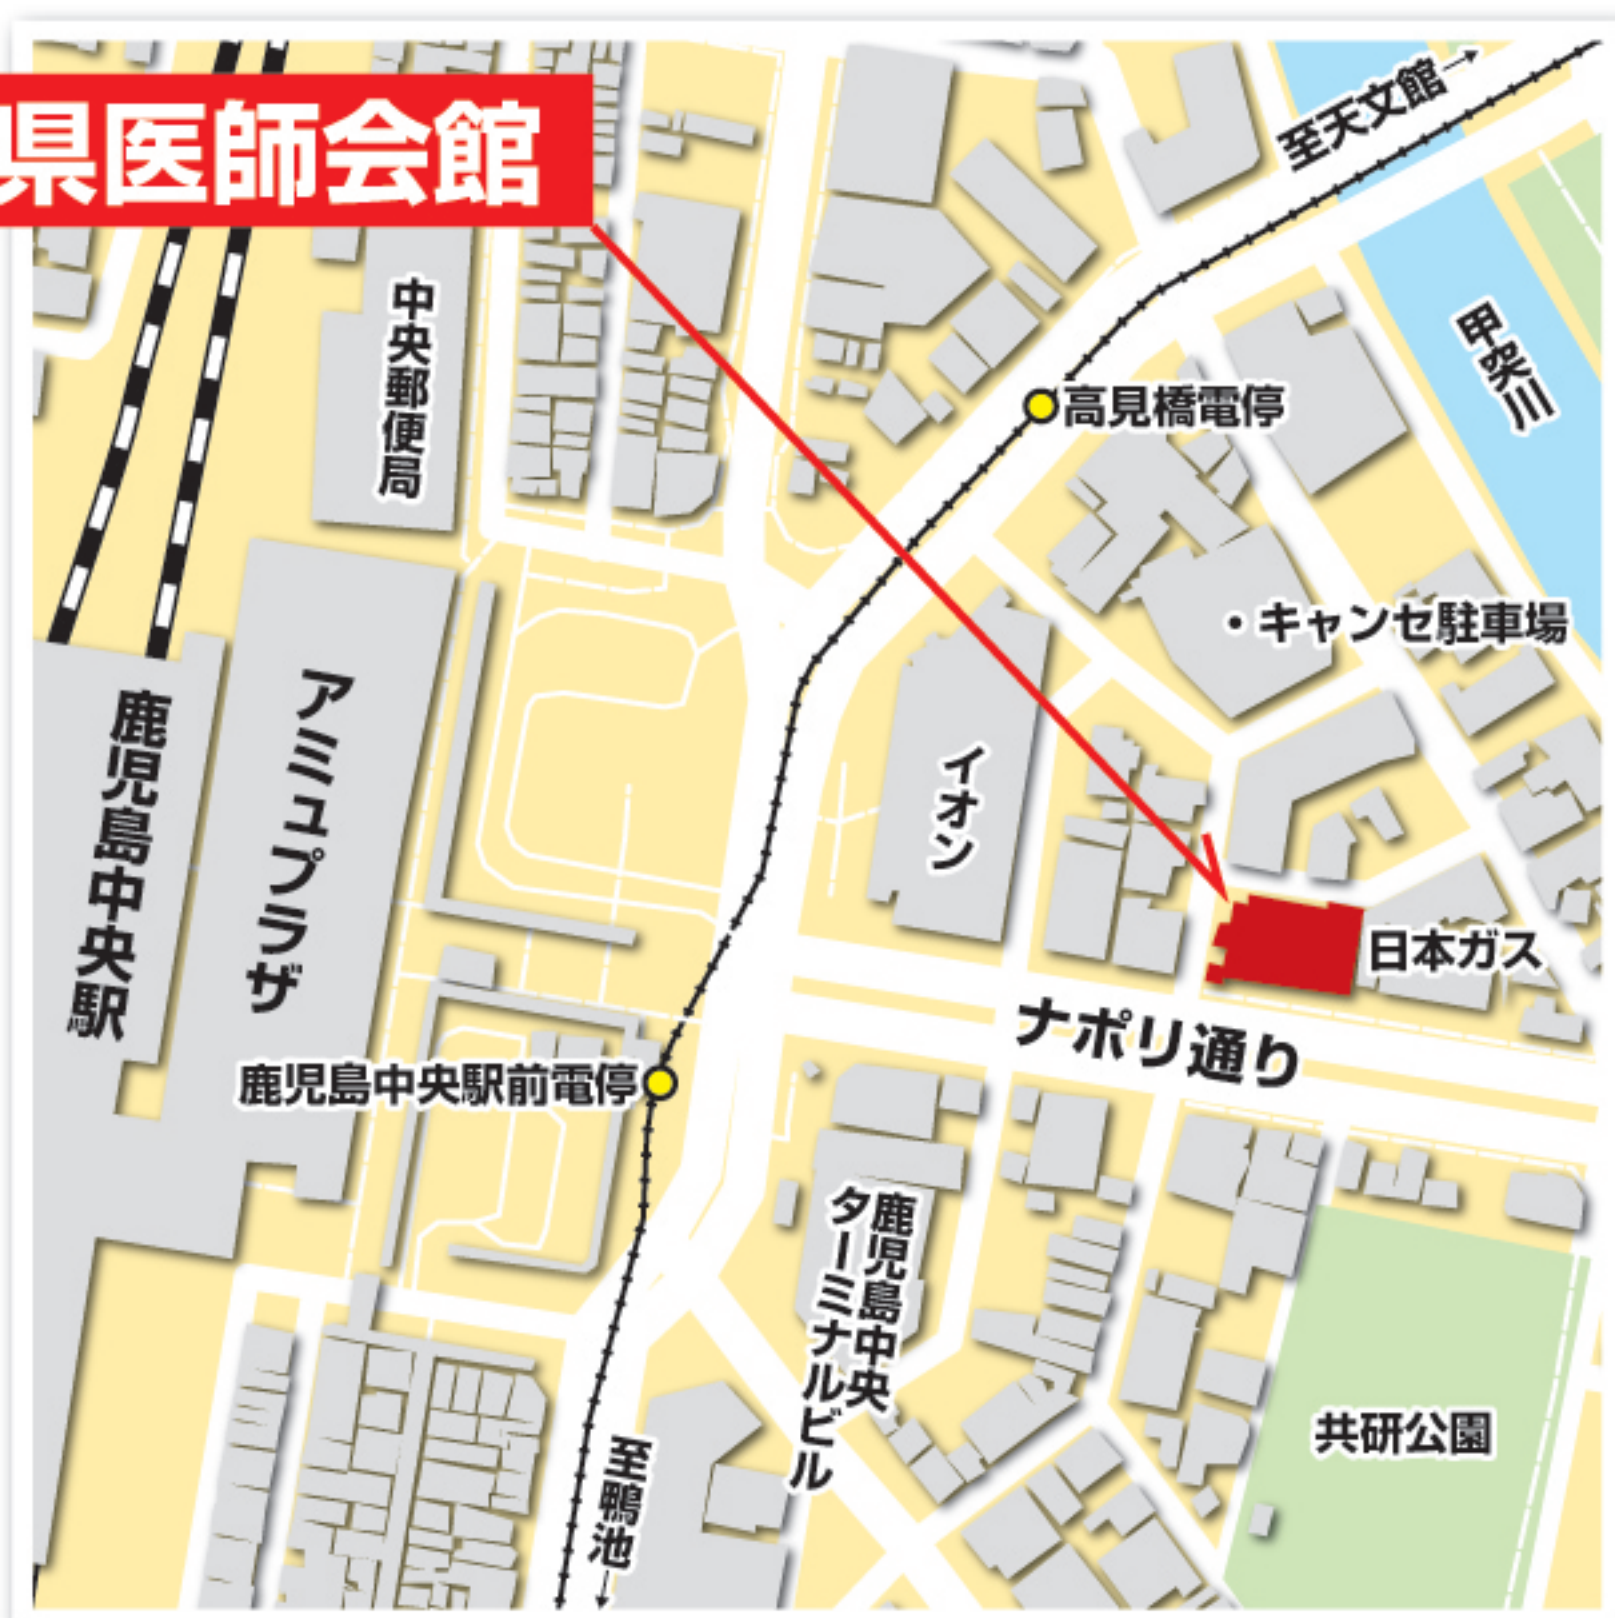 県医師会館
至天文館→
中央郵便局
甲突川
高見橋電停
・キャンセ駐車場
アミュプラザ
鹿児島中央駅
イオン
日本ガス
ナポリ通り
鹿児島中央駅前電停
鹿児島中央
ターミナルビル
共研公園
至鴨池→